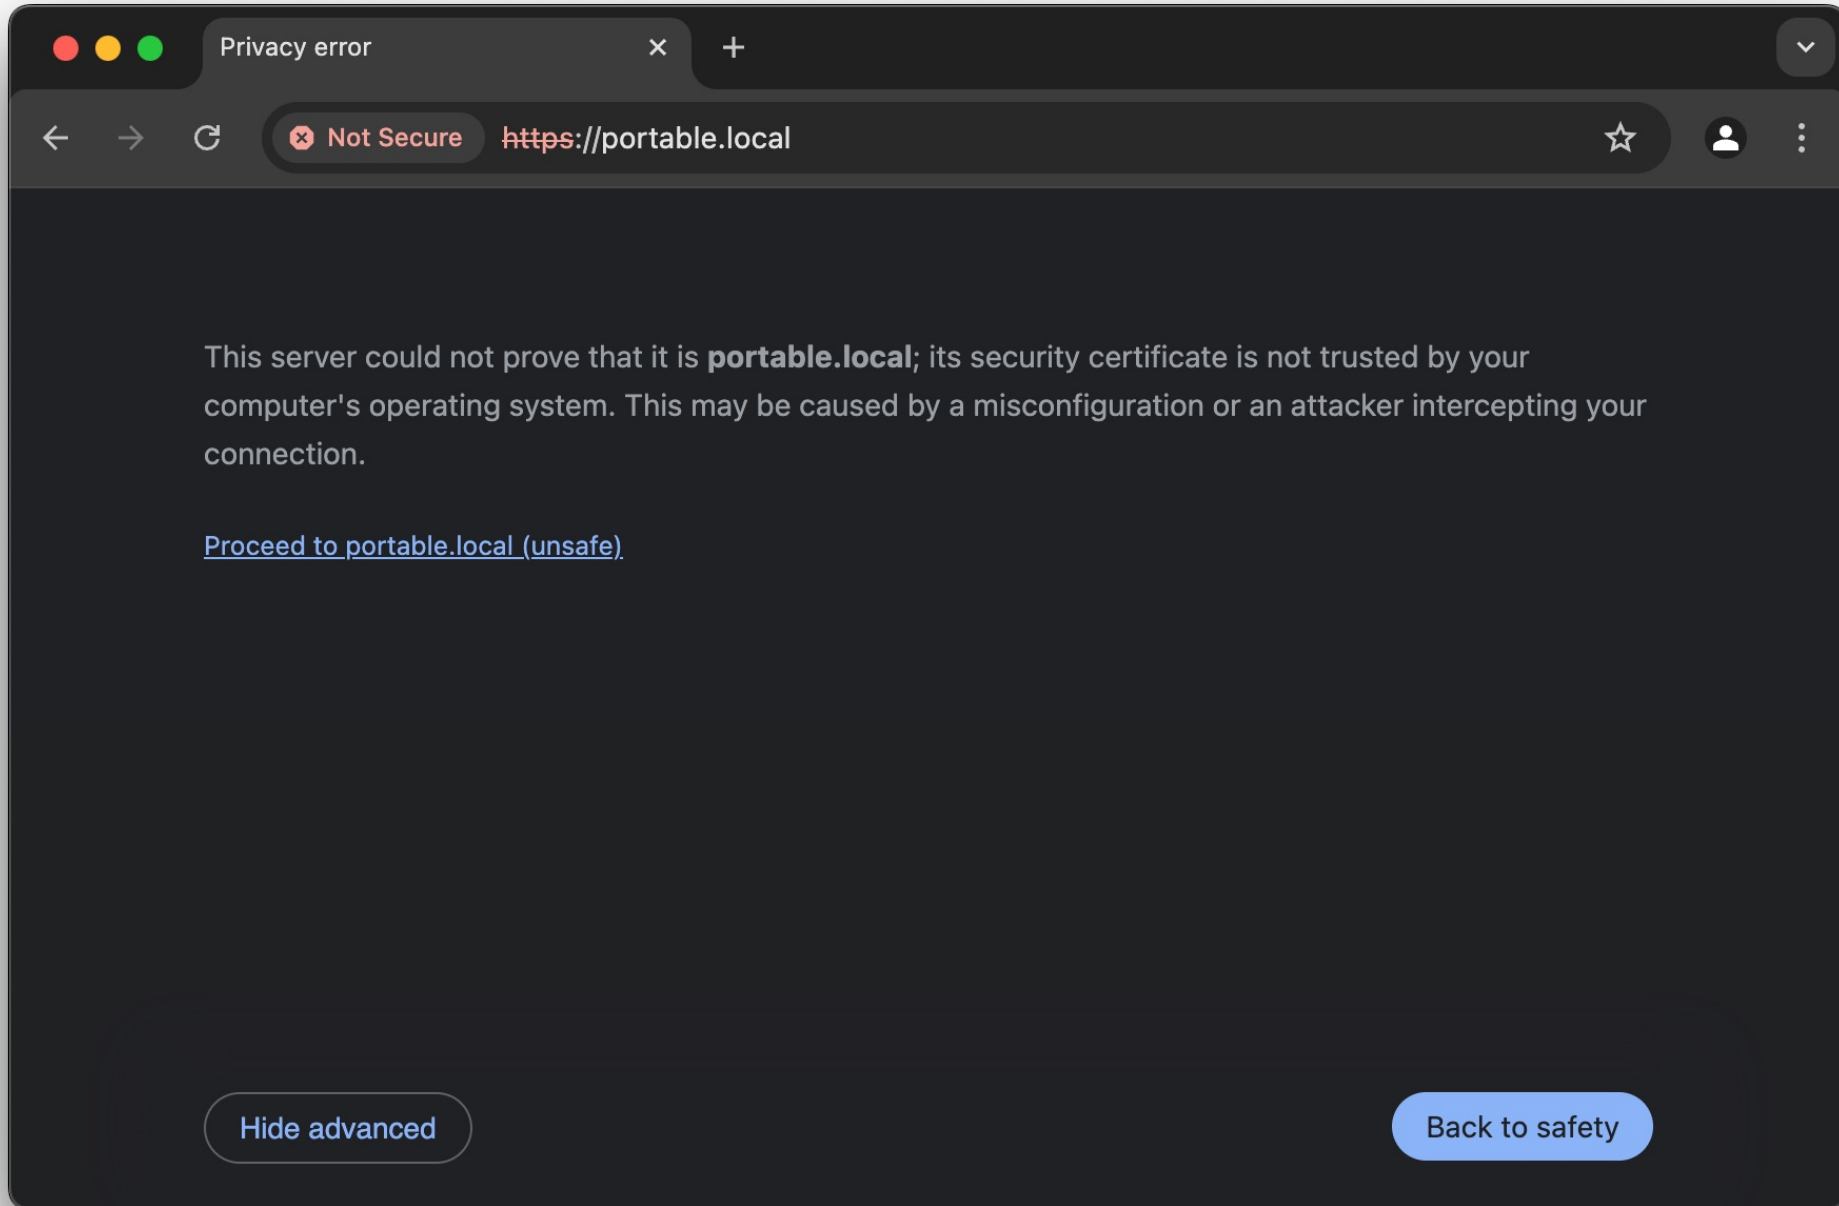 Privacy error
Not Secure https://portable.local
This server could not prove that it is portable.local; its security certificate is not trusted by your
computer's operating system. This may be caused by a misconfiguration or an attacker intercepting your
connection.
Proceed to portable.local (unsafe)
Hide advanced
Back to safety